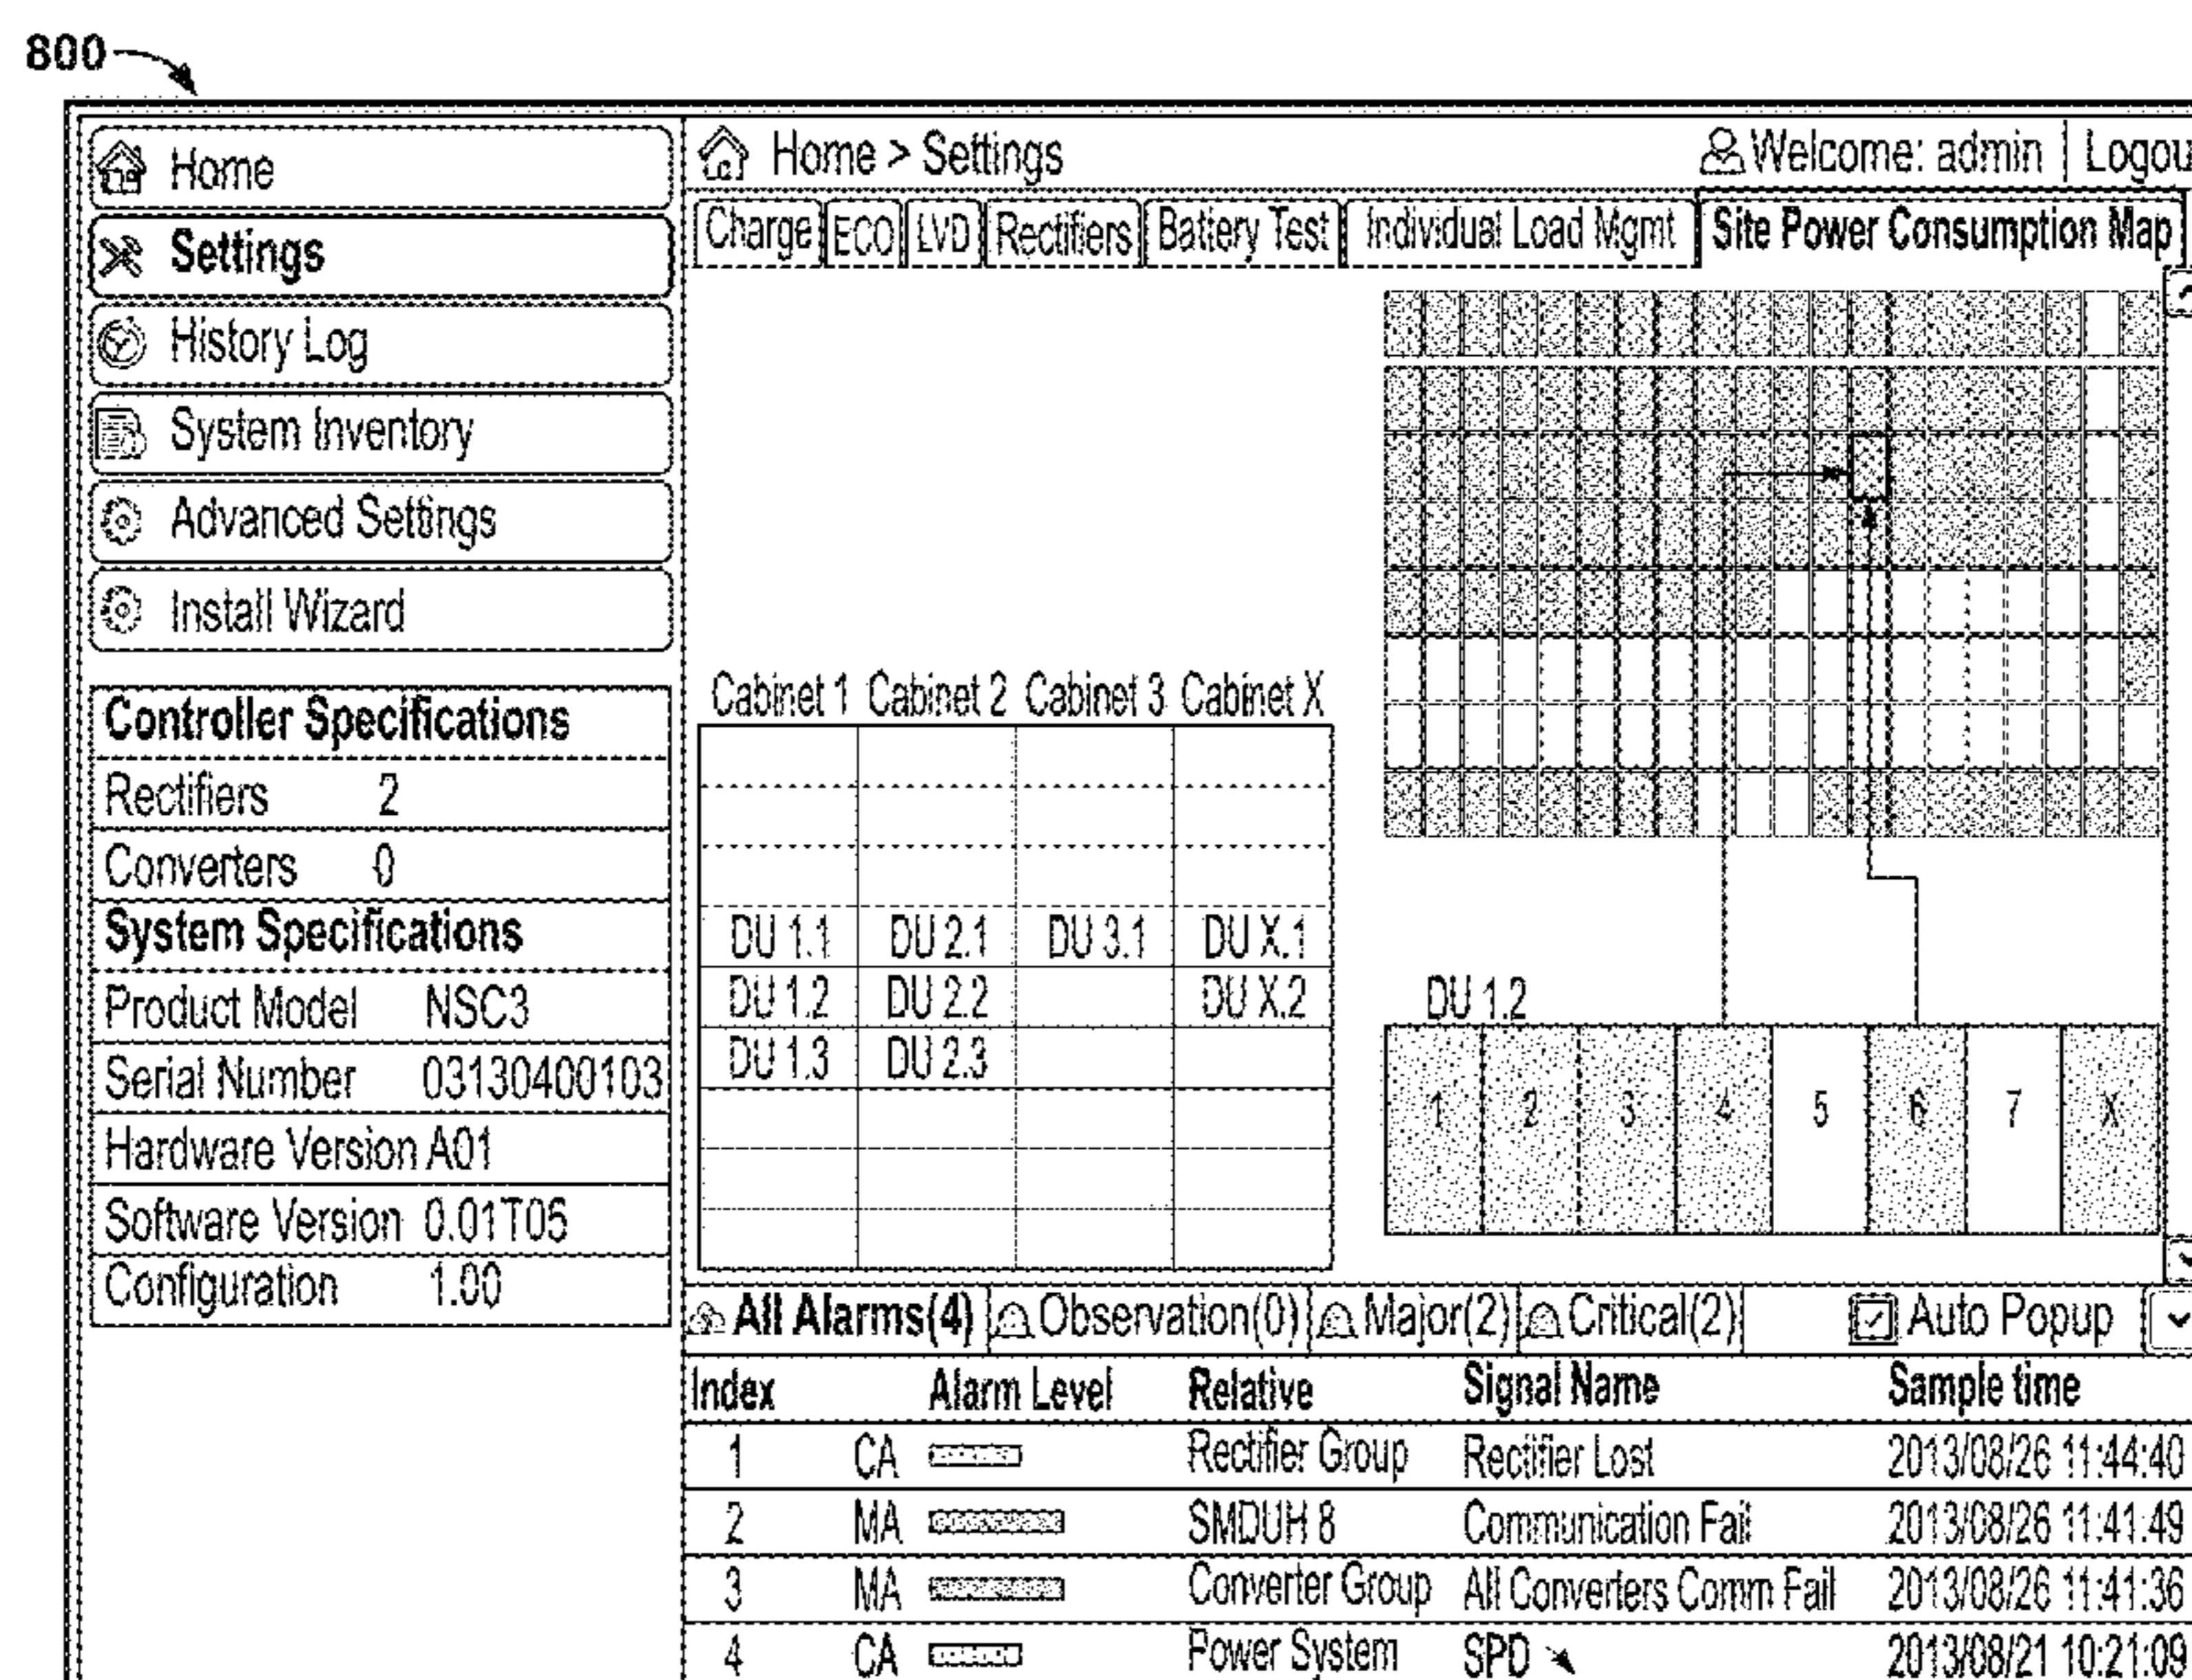 800
Home
Settings
History Log
System Inventory
Advanced Settings
Install Wizard
Controller Specifications
Rectifiers 2
Converters 0
System Specifications
Product Model NSC3
Serial Number 03130400103
Hardware Version A01
Software Version 0.01T05
Configuration 1.00
Home > Settings
Welcome: admin | Logou
Charge ECO LVD Rectifiers Battery Test Individual Load Mgmt Site Power Consumption Map
Cabinet 1 Cabinet 2 Cabinet 3 Cabinet X
DU 1.1 DU 2.1 DU 3.1 DU X.1
DU 1.2 DU 2.2 DU X.2
DU 1.3 DU 2.3
DU 1.2
1 2 3 4 5 6 7 X
All Alarms(4) Observation(0) Major(2) Critical(2) Auto Popup
Index Alarm Level Relative Signal Name Sample time
1 CA Rectifier Group Rectifier Lost 2013/08/26 11:44:40
2 MA SMDUH 8 Communication Fail 2013/08/26 11:41:49
3 MA Converter Group All Converters Comm Fail 2013/08/26 11:41:36
4 CA Power System SPD 2013/08/21 10:21:09